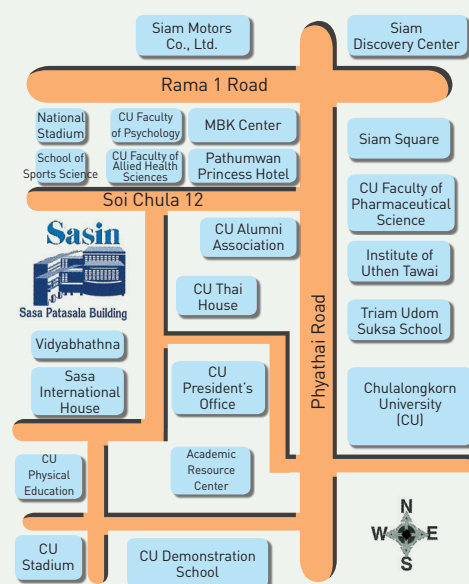 Siam Motors
Co., Ltd.
Siam
Discovery Center
Rama 1 Road
National
Stadium
CU Faculty
of Psychology
MBK Center
Siam Square
School of
Sports Science
CU Faculty of
Allied Health
Sciences
Pathumwan
Princess Hotel
CU Faculty of
Pharmaceutical
Science
Soi Chula 12
Sasin
Sasa Patasala Building
CU Alumni
Association
Institute of
Uthen Tawai
CU Thai
House
Phyathai Road
Triam Udom
Suksa School
Vidyabhathna
Sasa
International
House
CU
President's
Office
Chulalongkorn
University
(CU)
CU
Physical
Education
Academic
Resource
Center
N
W E
S
CU
Stadium
CU Demonstration
School